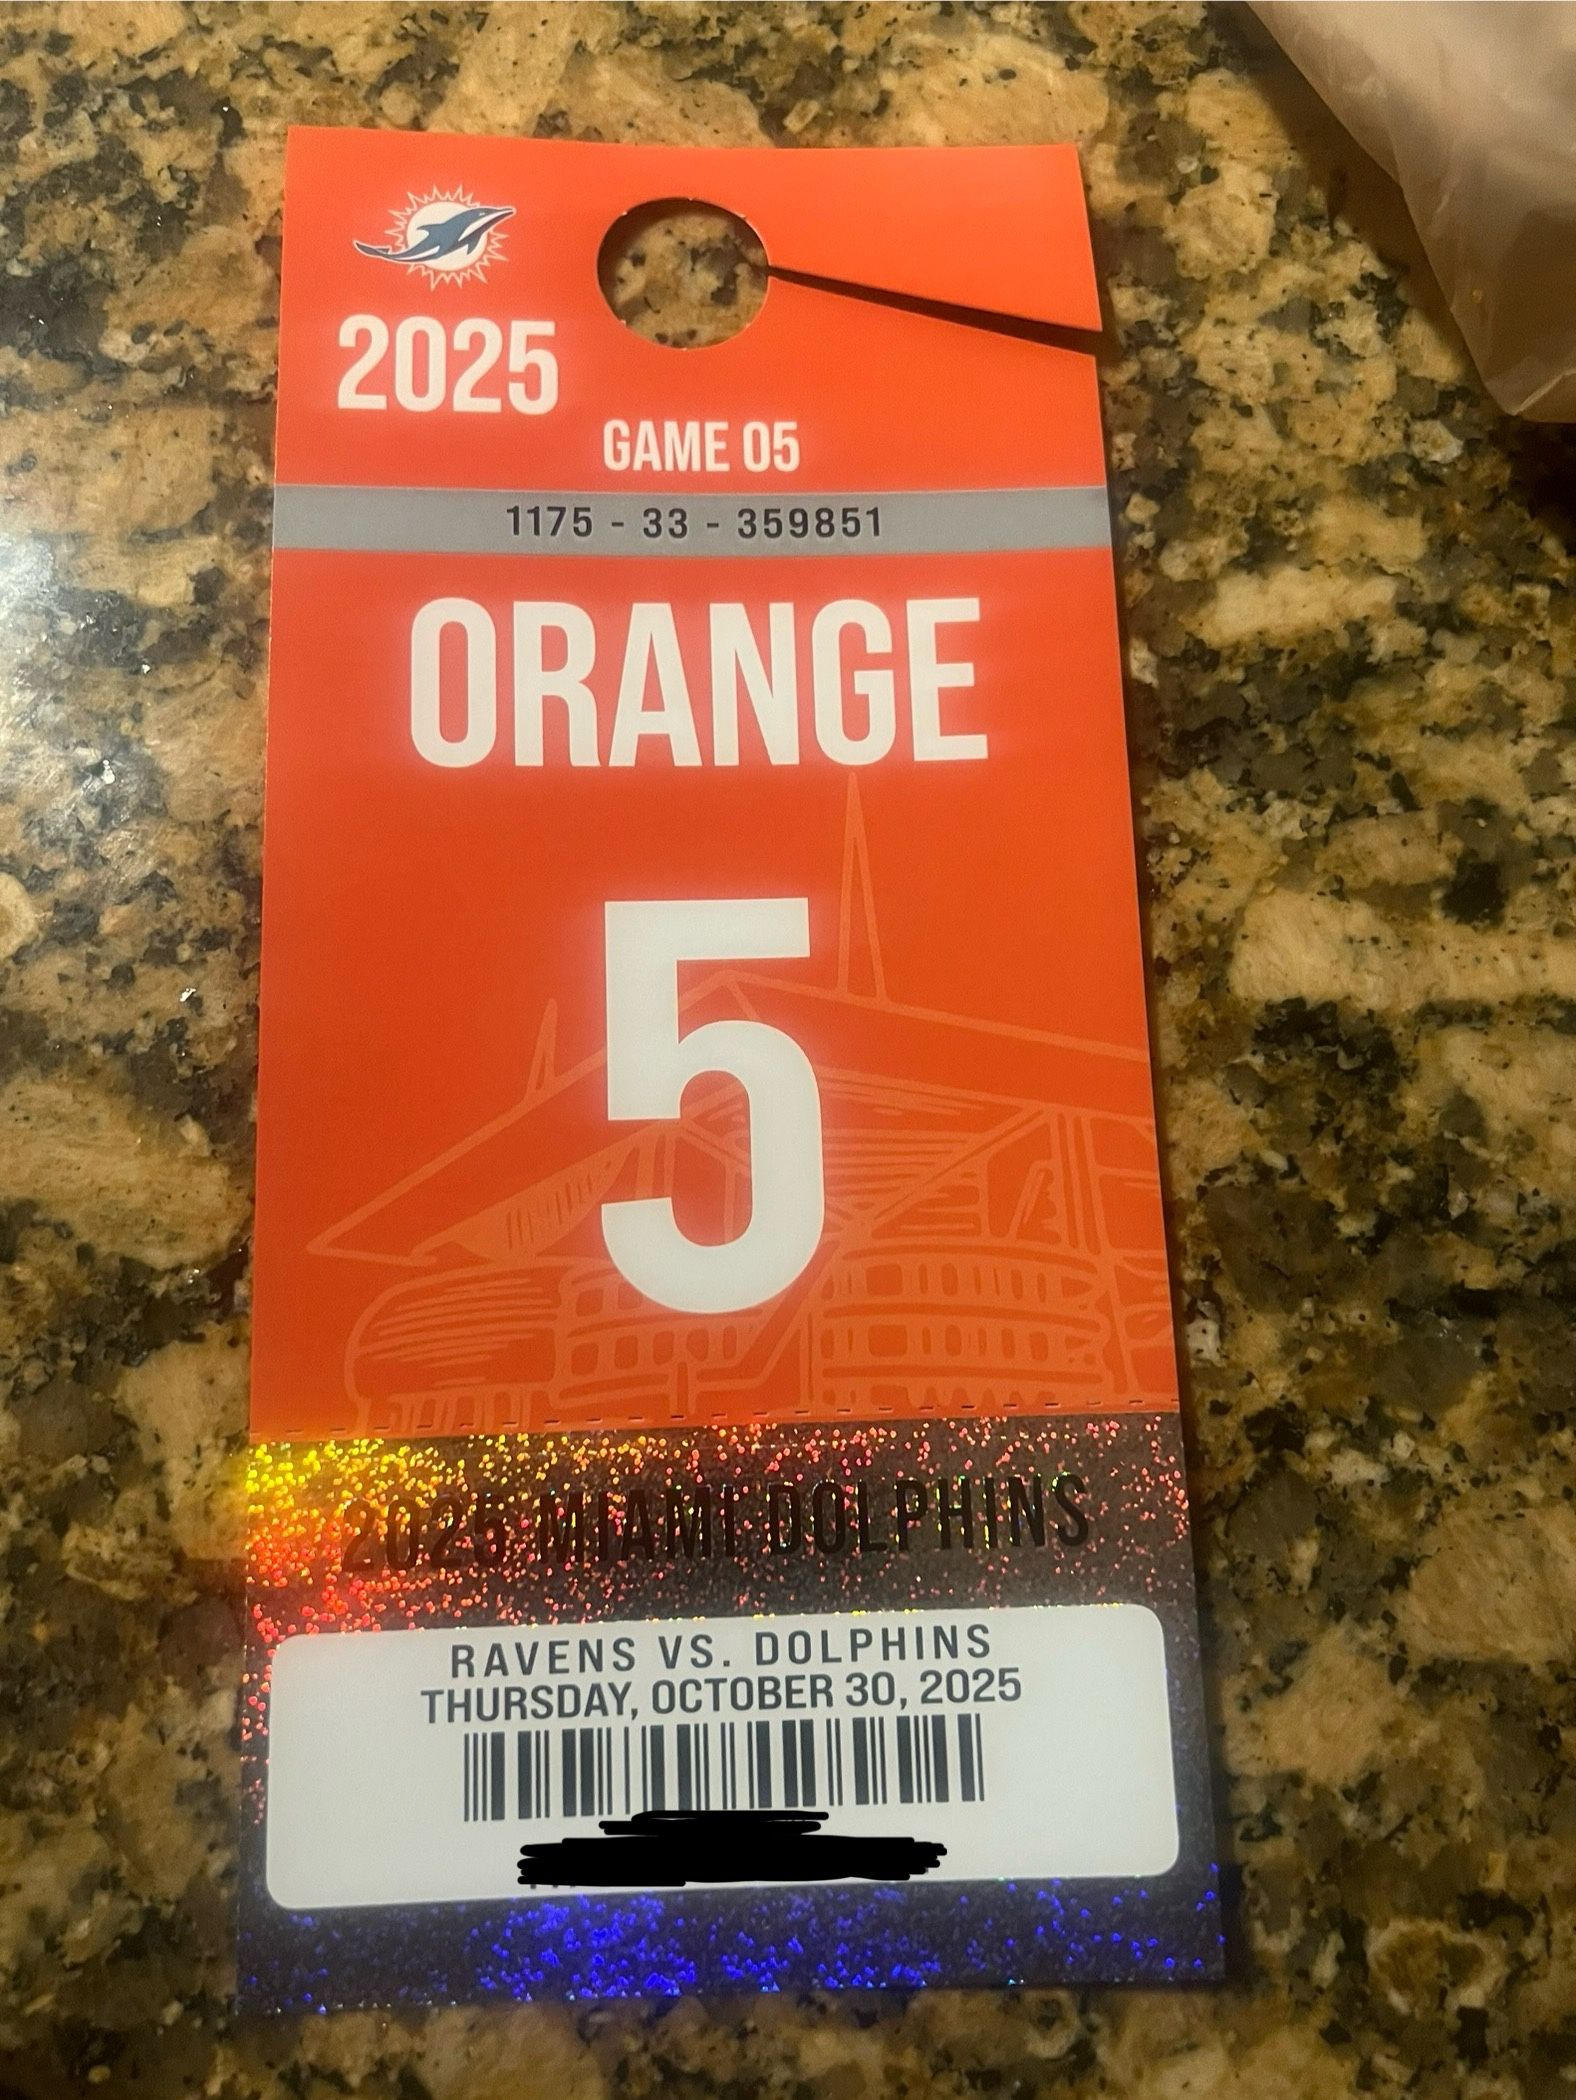 2025
GAME 05
1175 - 33 - 359851
ORANGE
5
2025 MIAMI DOLPHINS
RAVENS VS. DOLPHINS
THURSDAY, OCTOBER 30, 2025